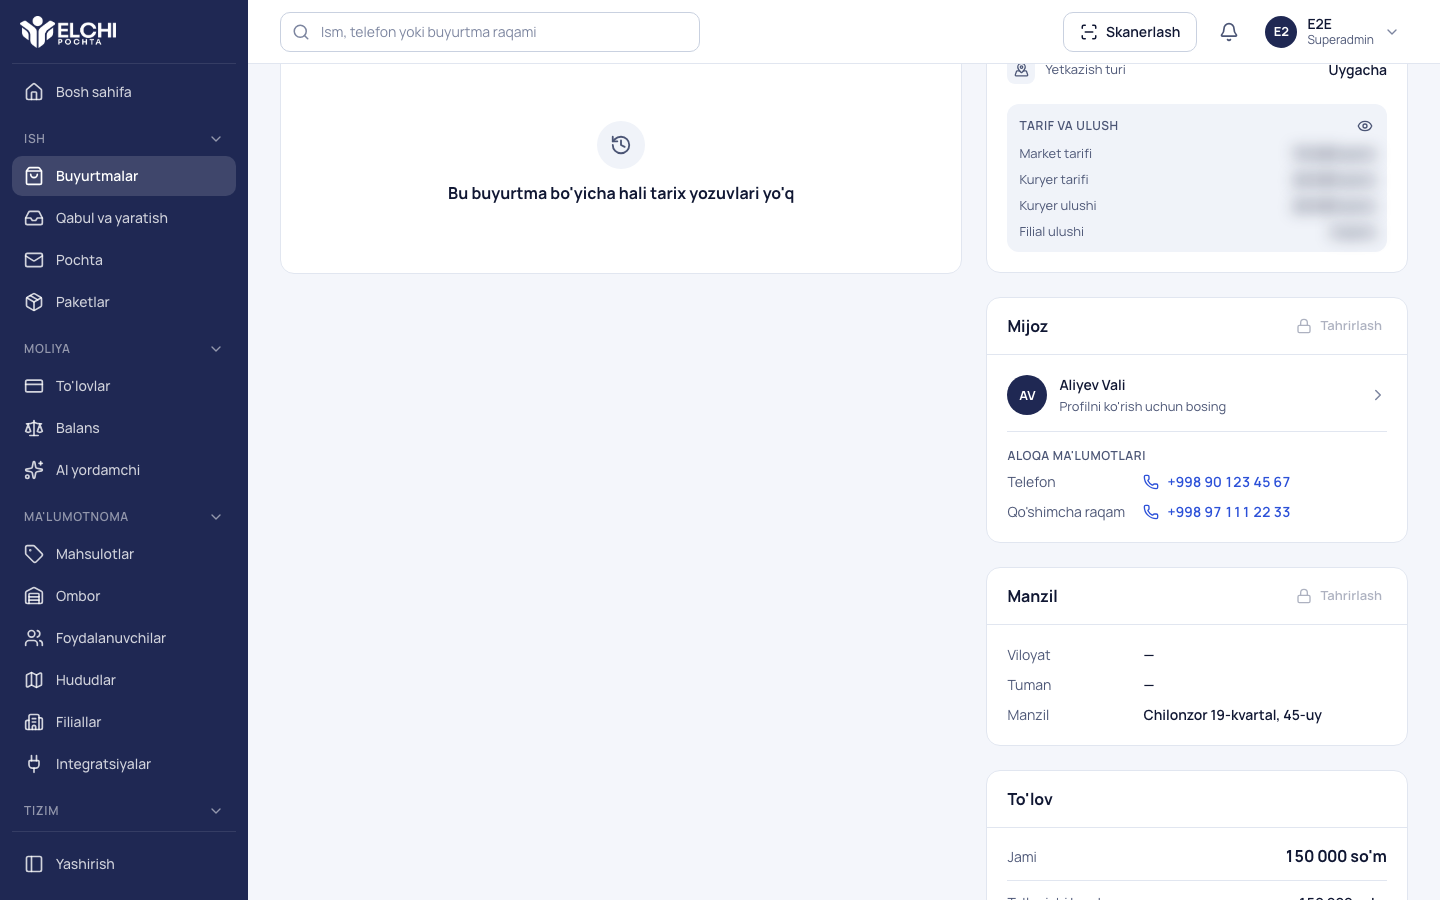 ELCHI
POCHTA
Bosh sahifa
ISH
Buyurtmalar
Qabul va yaratish
Pochta
Paketlar
MOLIYA
To'lovlar
Balans
AI yordamchi
MA'LUMOTNOMA
Mahsulotlar
Ombor
Foydalanuvchilar
Hududlar
Filiallar
Integratsiyalar
TIZIM
Yashirish
Ism, telefon yoki buyurtma raqami
Skanerlash
E2
E2E
Superadmin
Bu buyurtma bo'yicha hali tarix yozuvlari yo'q
Yetkazish turi Uygacha
TARIF VA ULUSH
Market tarifi
Kuryer tarifi
Kuryer ulushi
Filial ulushi
Mijoz Tahrirlash
AV
Aliyev Vali
Profilni ko'rish uchun bosing
ALOQA MA'LUMOTLARI
Telefon +998 90 123 45 67
Qo'shimcha raqam +998 97 111 22 33
Manzil Tahrirlash
Viloyat —
Tuman —
Manzil Chilonzor 19-kvartal, 45-uy
To'lov
Jami 150 000 so'm